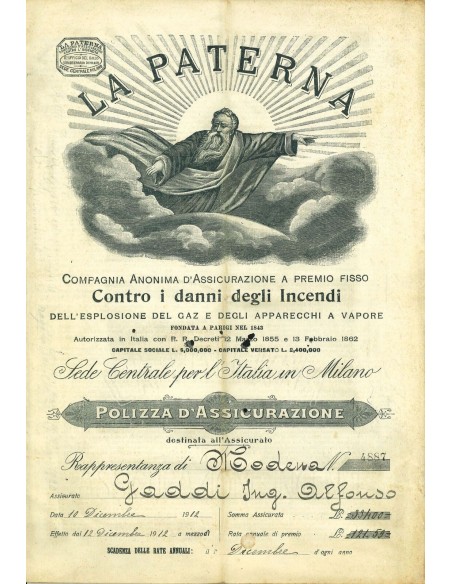 LA PATERNA
LA PATERNA
COMPAGNIA ANONIMA D'ASSICURAZIONE A PREMIO FISSO
Contro i danni degli Incendi
DELL'ESPLOSIONE DEL GAZ E DEGLI APPARECCHI A VAPORE
FONDATA A PARIGI NEL 1843
Autorizzata in Italia con R. R. Decreti 12 Marzo 1855 e 13 Febbraio 1862
CAPITALE SOCIALE L. 6,000,000 - CAPITALE VERSATO L. 2,400,000
Sede Centrale per l'Italia in Milano
POLIZZA D'ASSICURAZIONE
destinata all'Assicurato
Rappresentanza di Modena N. 4887
Assicurato Gaddi Ing. Alfonso
Data 10 Dicembre 1912 Somma Assicurata
Effetto dal 12 Dicembre 1912 a mezzodì Rata annuale di premio
SCADENZA DELLE RATE ANNUALI: Dicembre d'ogni anno